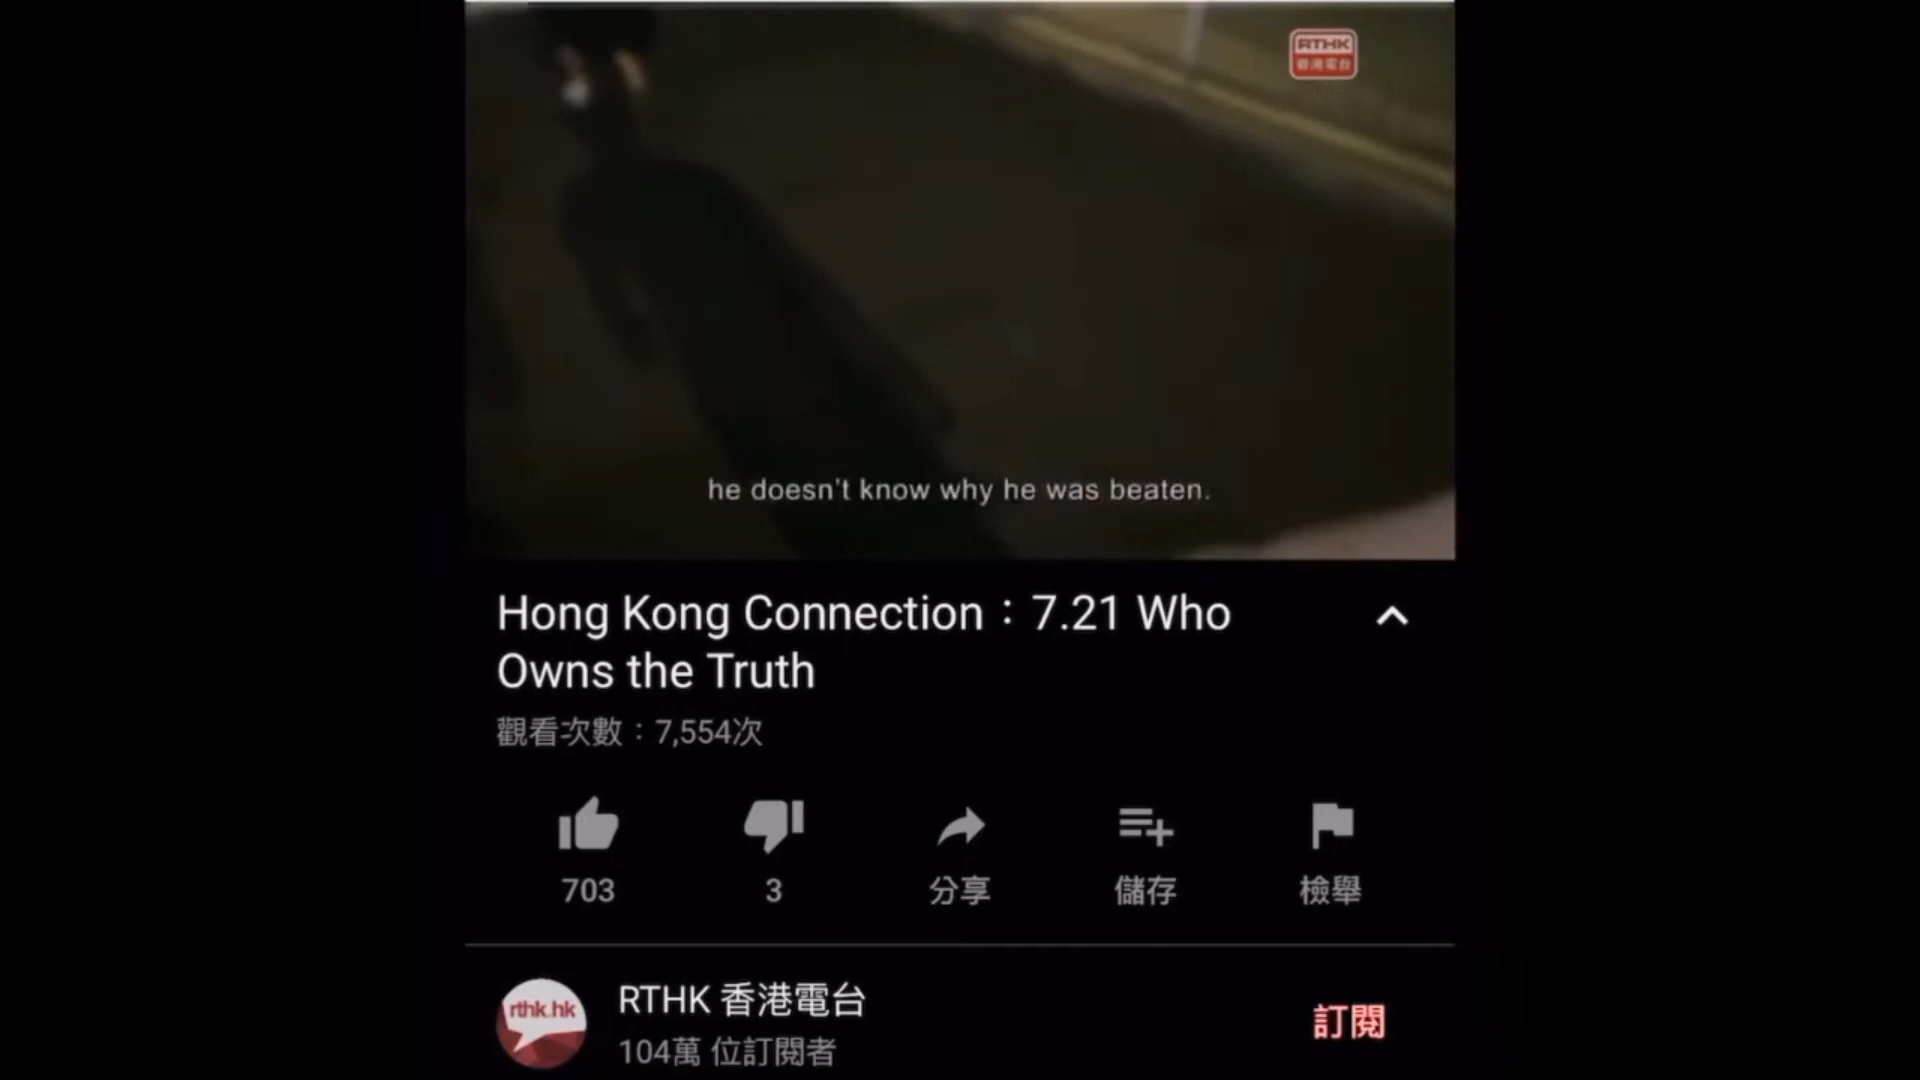 RTHK
香港電台
he doesn't know why he was beaten.
Hong Kong Connection：7.21 Who
Owns the Truth
觀看次數：7,554次
703
3
分享
儲存
檢舉
rthk.hk
RTHK 香港電台
104萬 位訂閱者
訂閱